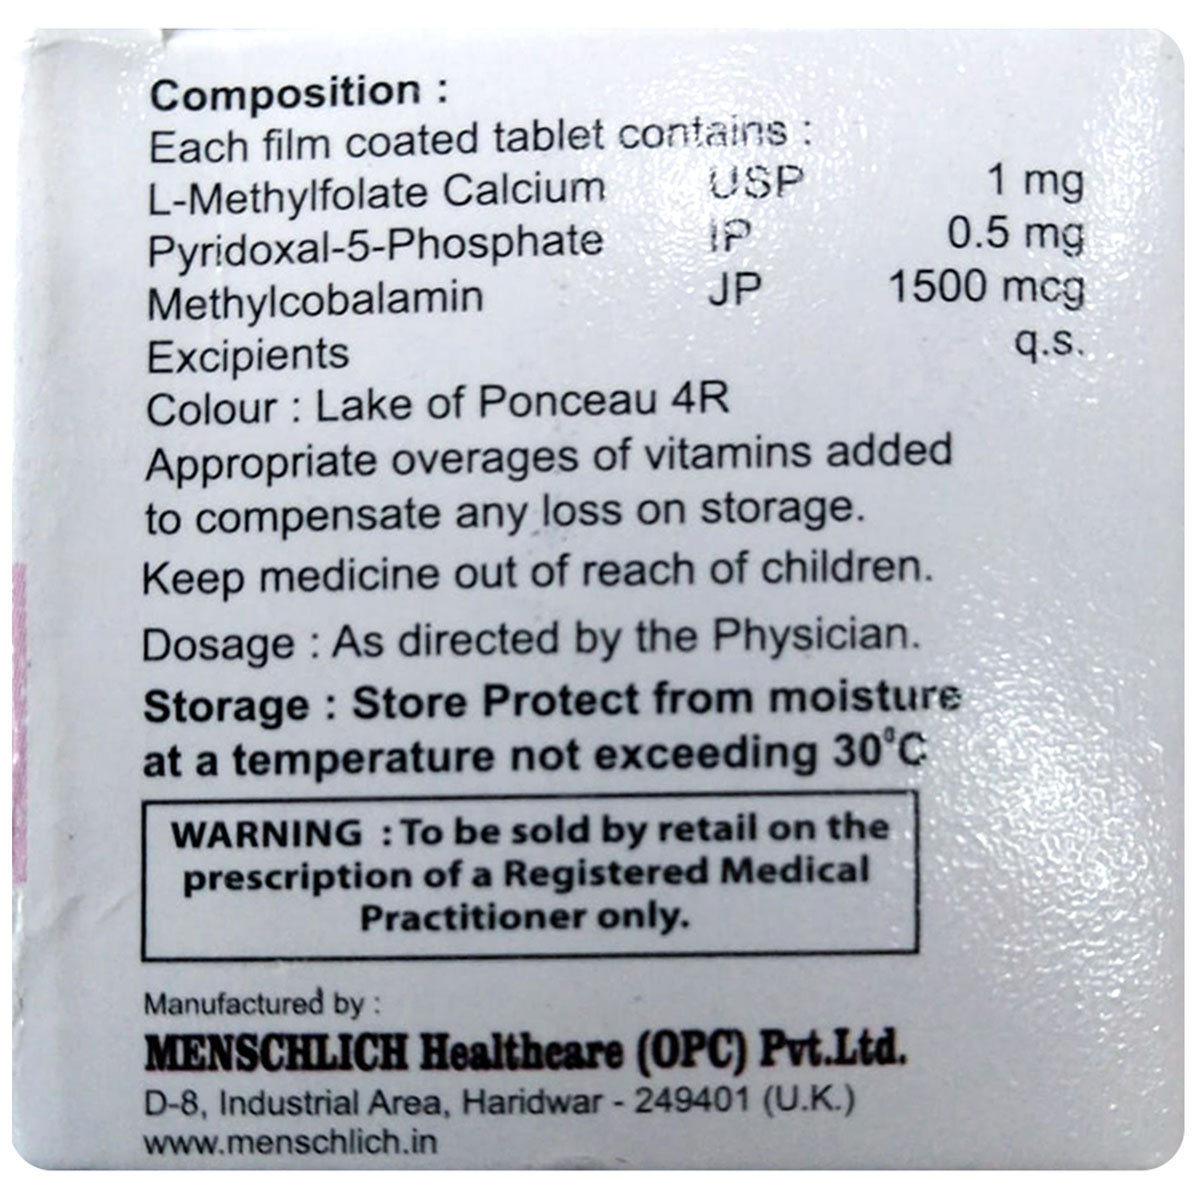 Composition :
Each film coated tablet contains :
L-Methylfolate Calcium USP 1 mg
Pyridoxal-5-Phosphate IP 0.5 mg
Methylcobalamin JP 1500 mcg
Excipients q.s.
Colour : Lake of Ponceau 4R
Appropriate overages of vitamins added
to compensate any loss on storage.
Keep medicine out of reach of children.
Dosage : As directed by the Physician.
Storage : Store Protect from moisture
at a temperature not exceeding 30°C
WARNING : To be sold by retail on the
prescription of a Registered Medical
Practitioner only.
Manufactured by :
MENSCHLICH Healthcare (OPC) Pvt.Ltd.
D-8, Industrial Area, Haridwar - 249401 (U.K.)
www.menschlich.in